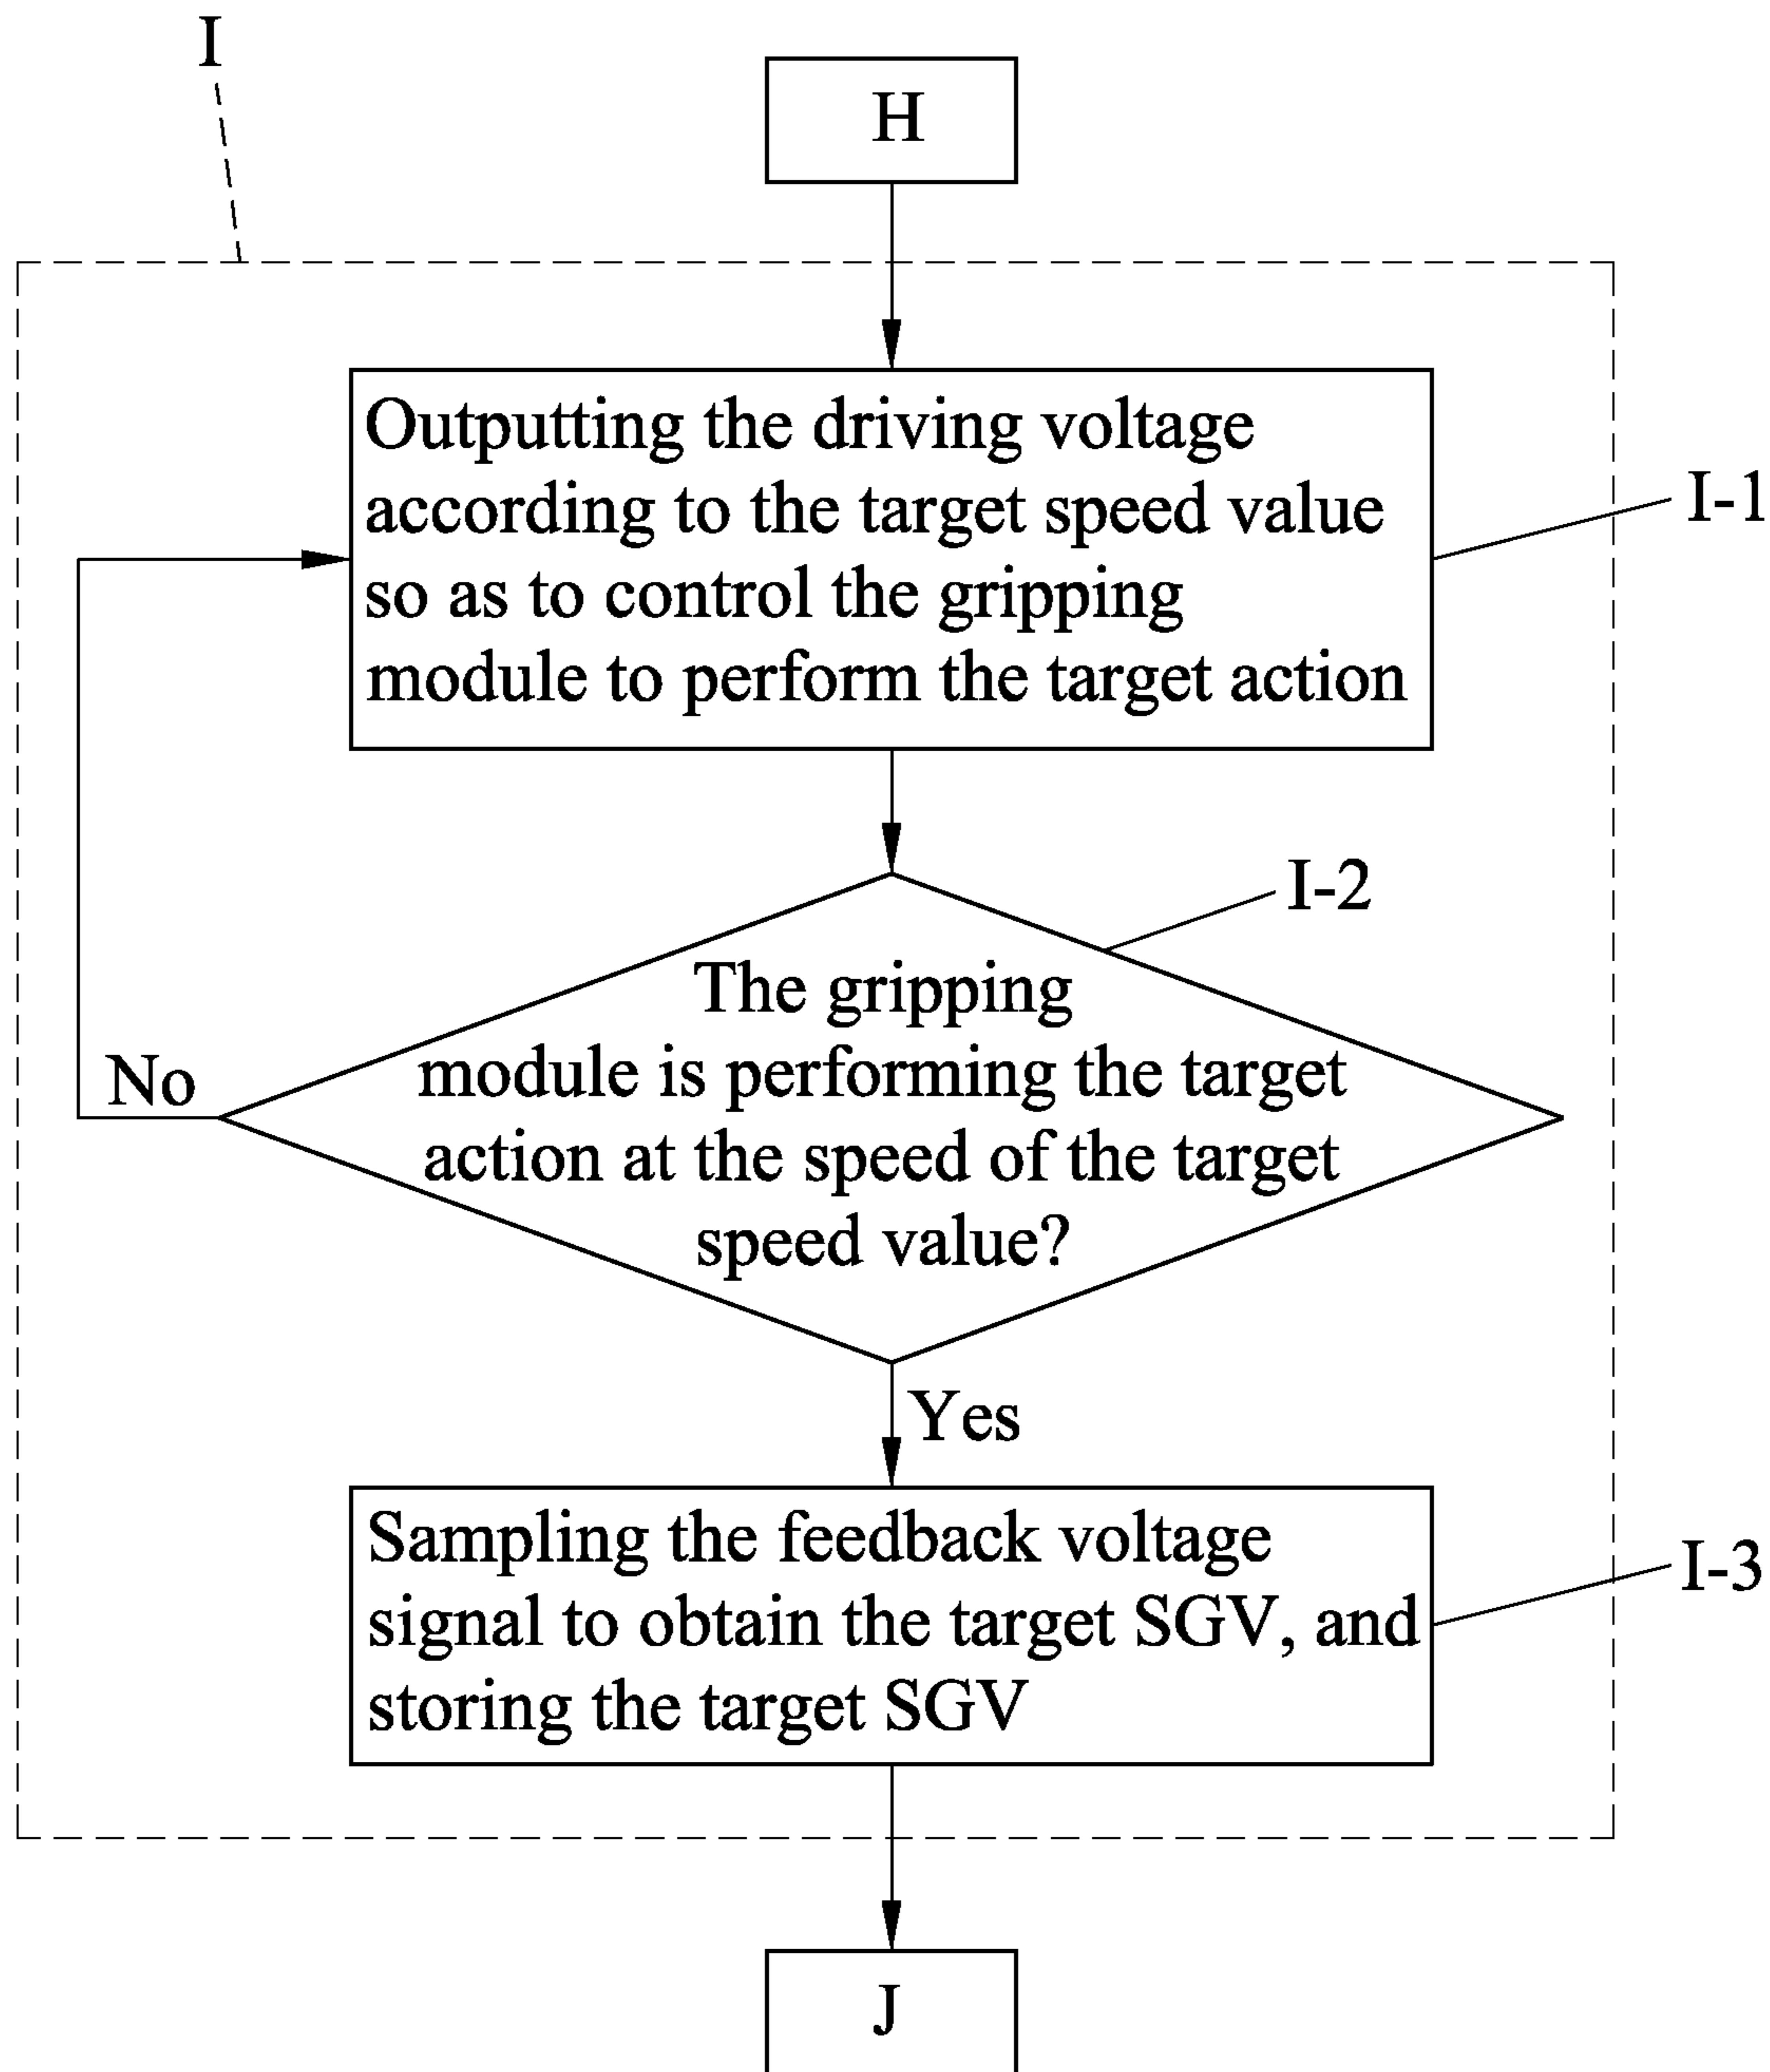 I
H
Outputting the driving voltage
according to the target speed value
so as to control the gripping
module to perform the target action
I-1
I-2
The gripping
module is performing the target
action at the speed of the target
speed value?
No
Yes
Sampling the feedback voltage
signal to obtain the target SGV, and
storing the target SGV
I-3
J